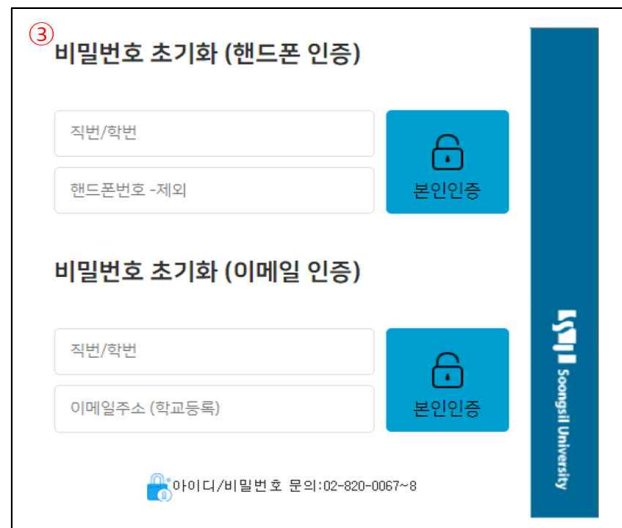 ③
비밀번호 초기화 (핸드폰 인증)
직번/학번
핸드폰번호 -제외
본인인증
비밀번호 초기화 (이메일 인증)
직번/학번
이메일주소 (학교등록)
본인인증
아이디/비밀번호 문의:02-820-0067~8
Soongsil University